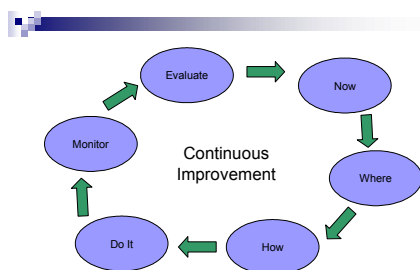 Evaluate
Now
Monitor
Continuous
Improvement
Where
Do It
How